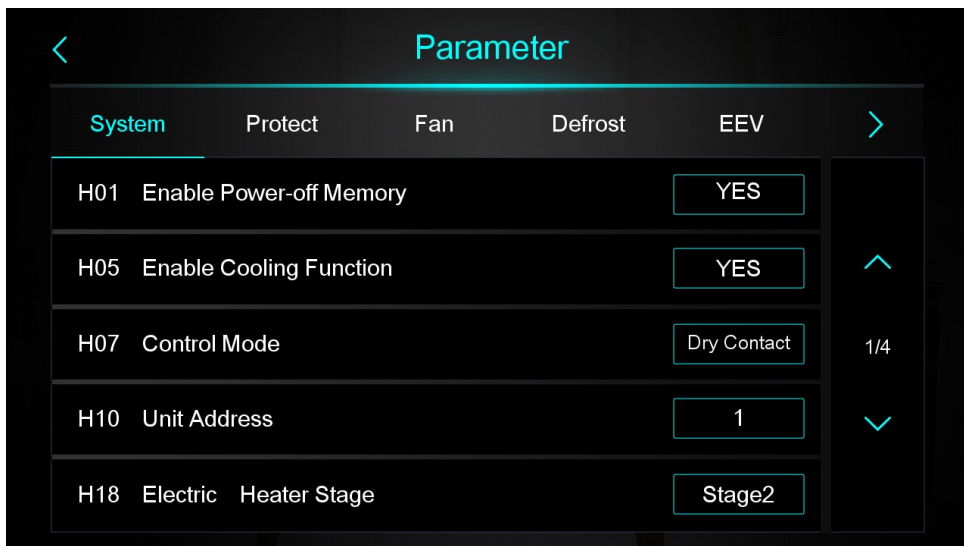 Parameter
System Protect Fan Defrost EEV
H01 Enable Power-off Memory YES
H05 Enable Cooling Function YES
H07 Control Mode Dry Contact 1/4
H10 Unit Address 1
H18 Electric Heater Stage Stage2